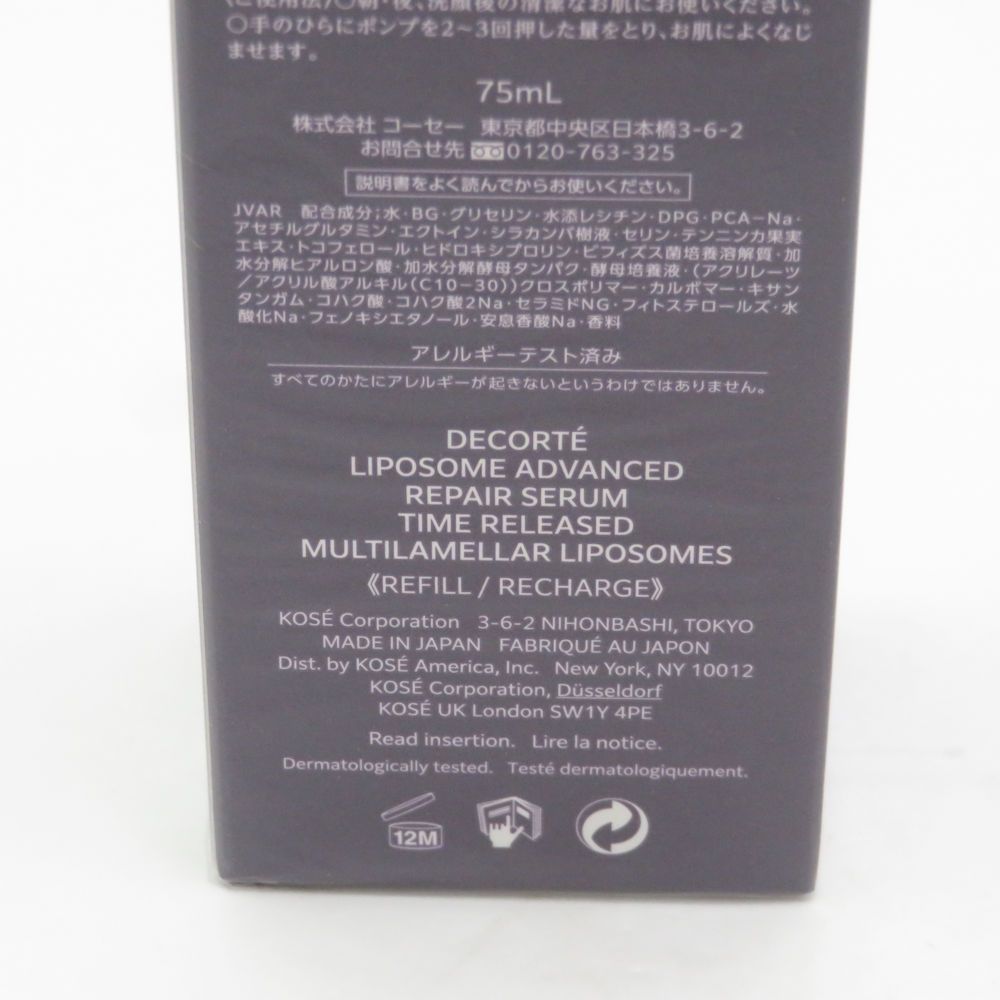 〈ご使用法〉○朝・夜、洗顔後の清潔なお肌にお使いください。
○手のひらにポンプを2〜3回押した量をとり、お肌によくなじ
ませます。
75mL
株式会社 コーセー 東京都中央区日本橋3-6-2
お問合せ先 0120-763-325
説明書をよく読んでからお使いください。
JVAR 配合成分;水・BG・グリセリン・水添レシチン・DPG・PCA-Na・
アセチルグルタミン・エクトイン・シラカンバ樹液・セリン・テンニンカ果実
エキス・トコフェロール・ヒドロキシプロリン・ビフィズス菌培養溶解質・加
水分解ヒアルロン酸・加水分解酵母タンパク・酵母培養液・(アクリレーツ
/アクリル酸アルキル(C10-30))クロスポリマー・カルボマー・キサン
タンガム・コハク酸・コハク酸2Na・セラミドNG・フィトステロールズ・水
酸化Na・フェノキシエタノール・安息香酸Na・香料
アレルギーテスト済み
すべてのかたにアレルギーが起きないというわけではありません。
DECORTÉ
LIPOSOME ADVANCED
REPAIR SERUM
TIME RELEASED
MULTILAMELLAR LIPOSOMES
《REFILL / RECHARGE》
KOSÉ Corporation 3-6-2 NIHONBASHI, TOKYO
MADE IN JAPAN FABRIQUÉ AU JAPON
Dist. by KOSÉ America, Inc. New York, NY 10012
KOSÉ Corporation, Düsseldorf
KOSÉ UK London SW1Y 4PE
Read insertion. Lire la notice.
Dermatologically tested. Testé dermatologiquement.
12M